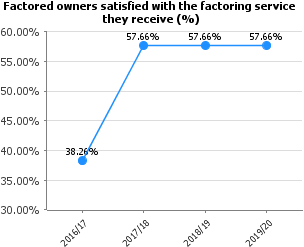 Factored owners satisfied with the factoring service
they receive (%)
60.00%
57.66% 57.66% 57.66%
55.00%
50.00%
45.00%
40.00%
38.26%
35.00%
30.00%
2016/17 2017/18 2018/19 2019/20